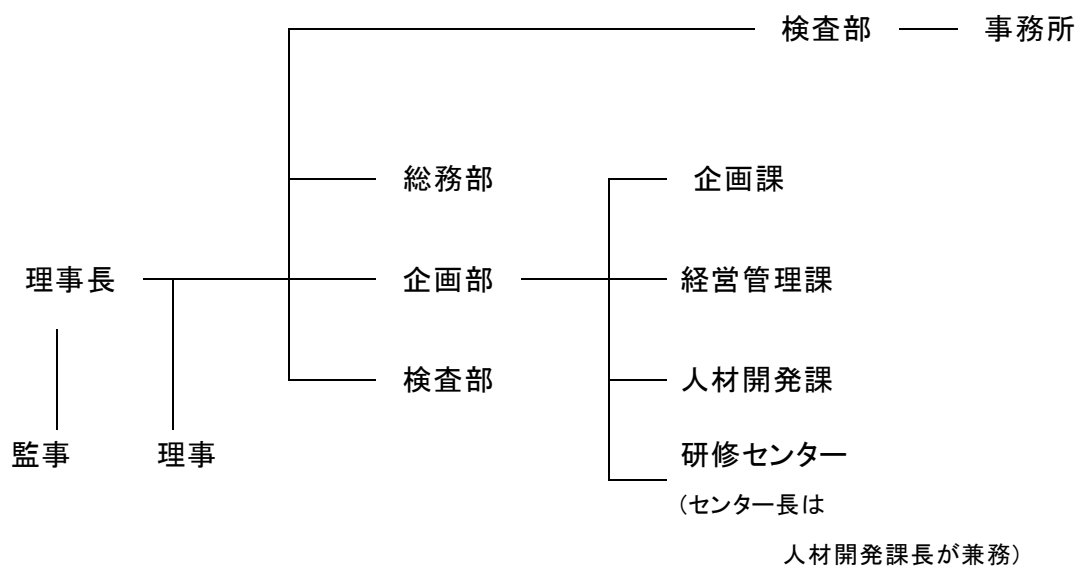 検査部 事務所
総務部 企画課
理事長 企画部 経営管理課
検査部 人材開発課
監事 理事 研修センター
(センター長は
人材開発課長が兼務)